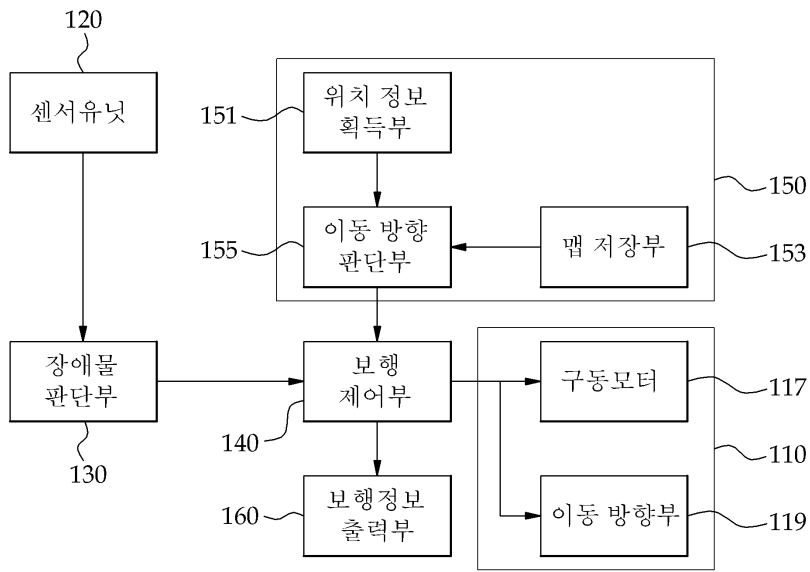 120
센서유닛
151
위치 정보
획득부
150
155
이동 방향
판단부
맵 저장부
153
장애물
판단부
130
보행
제어부
140
구동모터
117
110
160
보행정보
출력부
이동 방향부
119